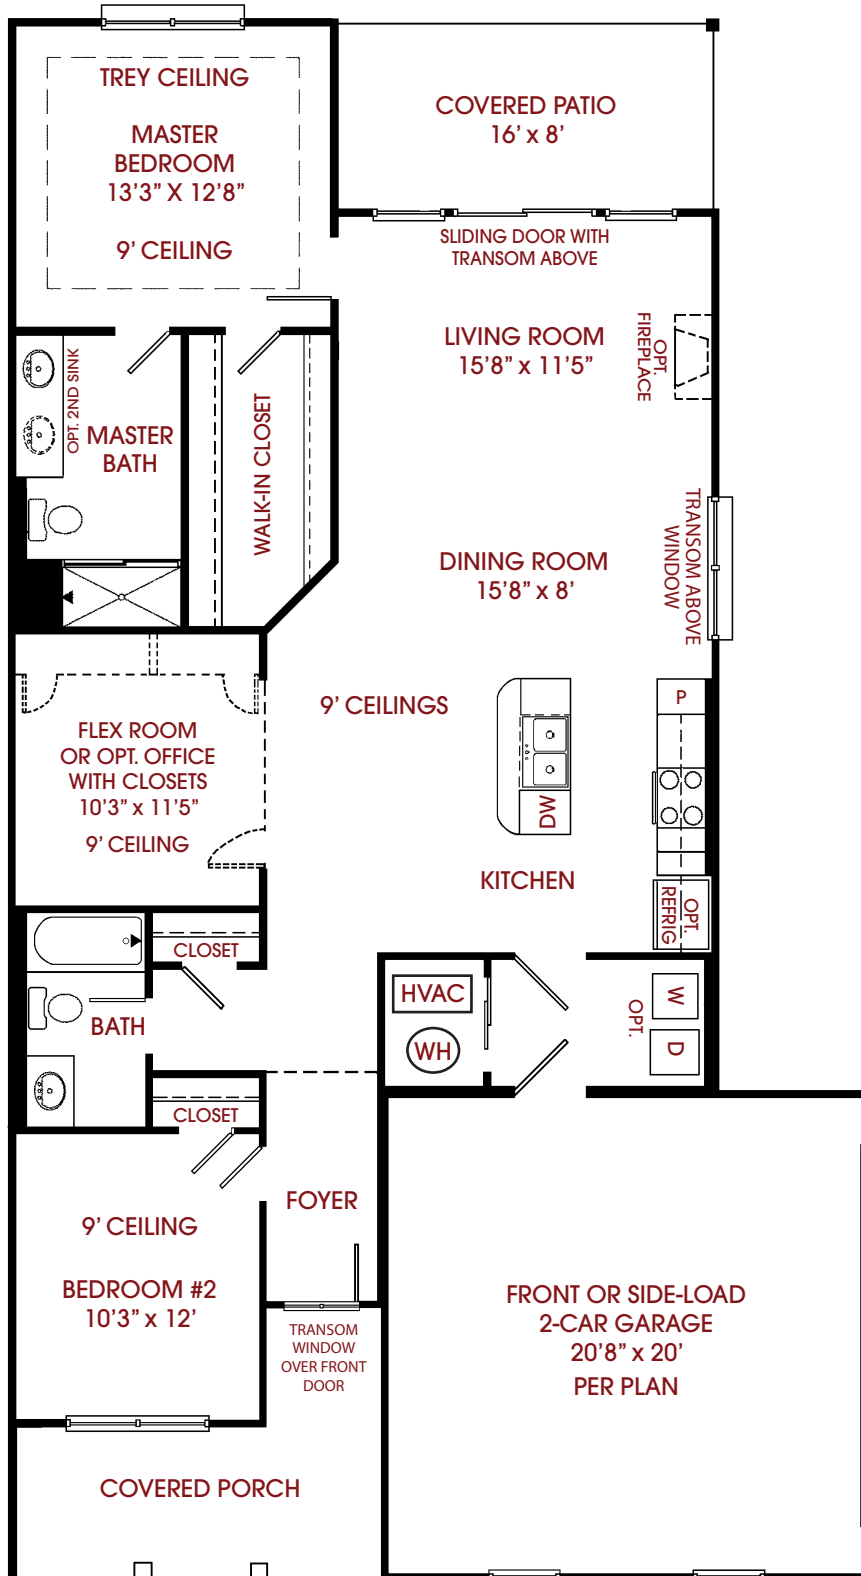 TREY CEILING
MASTER
BEDROOM
13'3" X 12'8"
9' CEILING
COVERED PATIO
16' x 8'
SLIDING DOOR WITH
TRANSOM ABOVE
LIVING ROOM
15'8" x 11'5"
OPT.
FIREPLACE
OPT. 2ND SINK
MASTER
BATH
WALK-IN CLOSET
DINING ROOM
15'8" x 8'
TRANSOM ABOVE
WINDOW
9' CEILINGS
P
FLEX ROOM
OR OPT. OFFICE
WITH CLOSETS
10'3" x 11'5"
9' CEILING
DW
KITCHEN
OPT.
REFRIG
CLOSET
BATH
HVAC
WH
OPT.
W
D
CLOSET
FOYER
9' CEILING
BEDROOM #2
10'3" x 12'
TRANSOM
WINDOW
OVER FRONT
DOOR
FRONT OR SIDE-LOAD
2-CAR GARAGE
20'8" x 20'
PER PLAN
COVERED PORCH